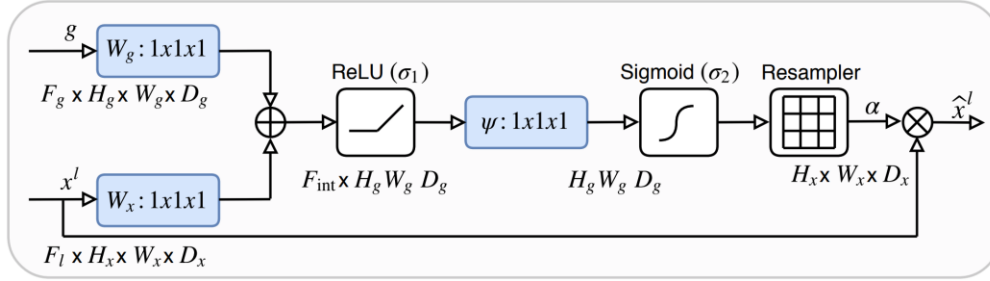 g
W_g : 1x1x1
F_g x H_g x W_g x D_g
ReLU (σ_1)
Sigmoid (σ_2)
Resampler
ψ : 1x1x1
α
x̂^l
F_int x H_g W_g D_g
H_g W_g D_g
H_x x W_x x D_x
x^l
W_x : 1x1x1
F_l x H_x x W_x x D_x